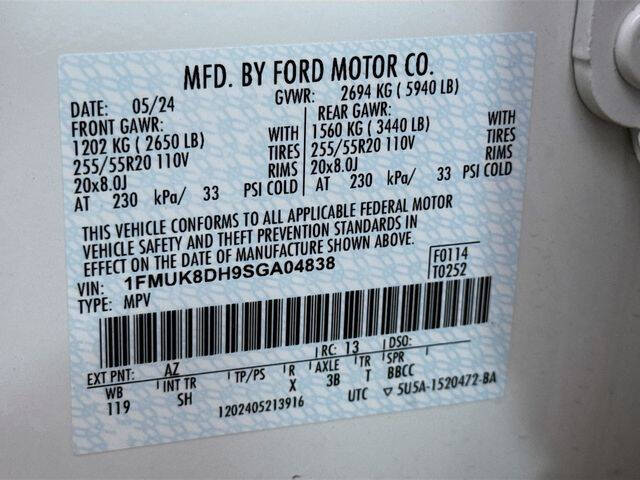 MFD. BY FORD MOTOR CO.
DATE: 05/24 GVWR: 2694 KG ( 5940 LB)
FRONT GAWR: REAR GAWR:
1202 KG ( 2650 LB) WITH 1560 KG ( 3440 LB) WITH
255/55R20 110V TIRES 255/55R20 110V TIRES
20x8.0J RIMS 20x8.0J RIMS
AT 230 kPa/ 33 PSI COLD AT 230 kPa/ 33 PSI COLD
THIS VEHICLE CONFORMS TO ALL APPLICABLE FEDERAL MOTOR
VEHICLE SAFETY AND THEFT PREVENTION STANDARDS IN
EFFECT ON THE DATE OF MANUFACTURE SHOWN ABOVE.
VIN: 1FMUK8DH9SGA04838 F0114
TYPE: MPV T0252
EXT PNT: AZ RC: 13 DSO:
WB INT TR TP/PS R AXLE TR SPR
119 SH X 3B T BBCC
1202405213916 UTC ▽ 5U5A-1520472-BA